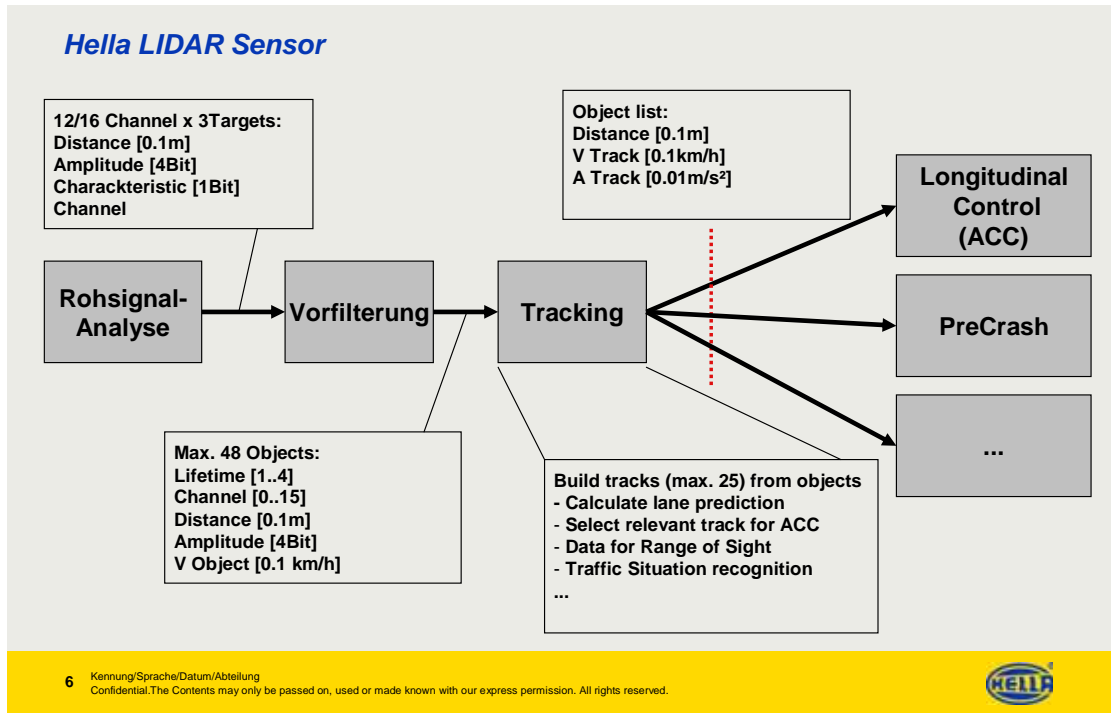 Hella LIDAR Sensor
12/16 Channel x 3Targets:
Distance [0.1m]
Amplitude [4Bit]
Charackteristic [1Bit]
Channel
Object list:
Distance [0.1m]
V Track [0.1km/h]
A Track [0.01m/s²]
Longitudinal
Control
(ACC)
Rohsignal-
Analyse
Vorfilterung
Tracking
PreCrash
...
Max. 48 Objects:
Lifetime [1..4]
Channel [0..15]
Distance [0.1m]
Amplitude [4Bit]
V Object [0.1 km/h]
Build tracks (max. 25) from objects
- Calculate lane prediction
- Select relevant track for ACC
- Data for Range of Sight
- Traffic Situation recognition
...
6
Kennung/Sprache/Datum/Abteilung
Confidential.The Contents may only be passed on, used or made known with our express permission. All rights reserved.
HELLA